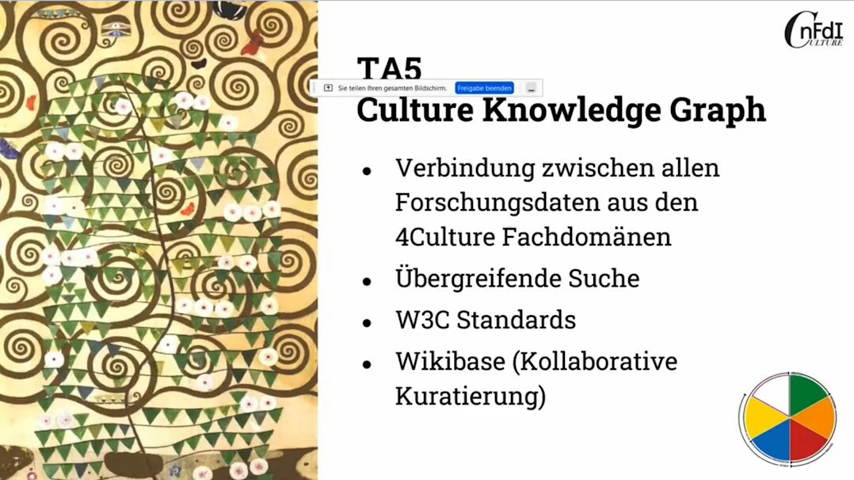 nFdI
CULTURE
TA5
Sie teilen Ihren gesamten Bildschirm.
Freigabe beenden
Culture Knowledge Graph
• Verbindung zwischen allen
Forschungsdaten aus den
4Culture Fachdomänen
• Übergreifende Suche
• W3C Standards
• Wikibase (Kollaborative
Kuratierung)